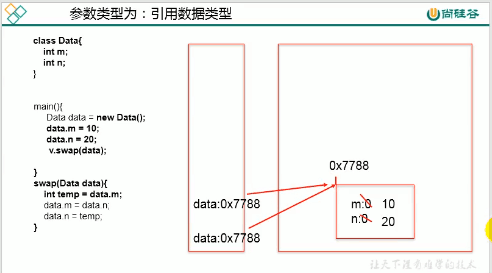 参数类型为：引用数据类型
尚硅谷
class Data{
int m;
int n;
}
main(){
Data data = new Data();
data.m = 10;
data.n = 20;
v.swap(data);
}
swap(Data data){
int temp = data.m;
data.m = data.n;
data.n = temp;
}
0x7788
data:0x7788
m:0 10
n:0 20
data:0x7788
让天下没有难学的技术